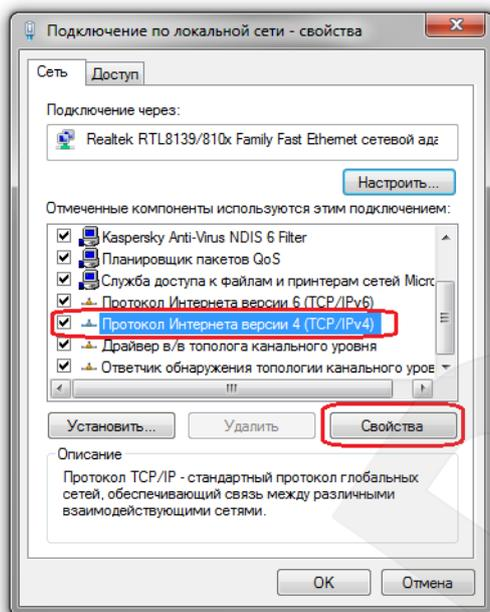 Подключение по локальной сети - свойства
Сеть
Доступ
Подключение через:
Realtek RTL8139/810x Family Fast Ethernet сетевой ада
Настроить...
Отмеченные компоненты используются этим подключением:
Kaspersky Anti-Virus NDIS 6 Filter
Планировщик пакетов QoS
Служба доступа к файлам и принтерам сетей Micro
Протокол Интернета версии 6 (TCP/IPv6)
Протокол Интернета версии 4 (TCP/IPv4)
Драйвер в/в тополога канального уровня
Ответчик обнаружения топологии канального уров
Установить...
Удалить
Свойства
Описание
Протокол TCP/IP - стандартный протокол глобальных
сетей, обеспечивающий связь между различными
взаимодействующими сетями.
OK
Отмена